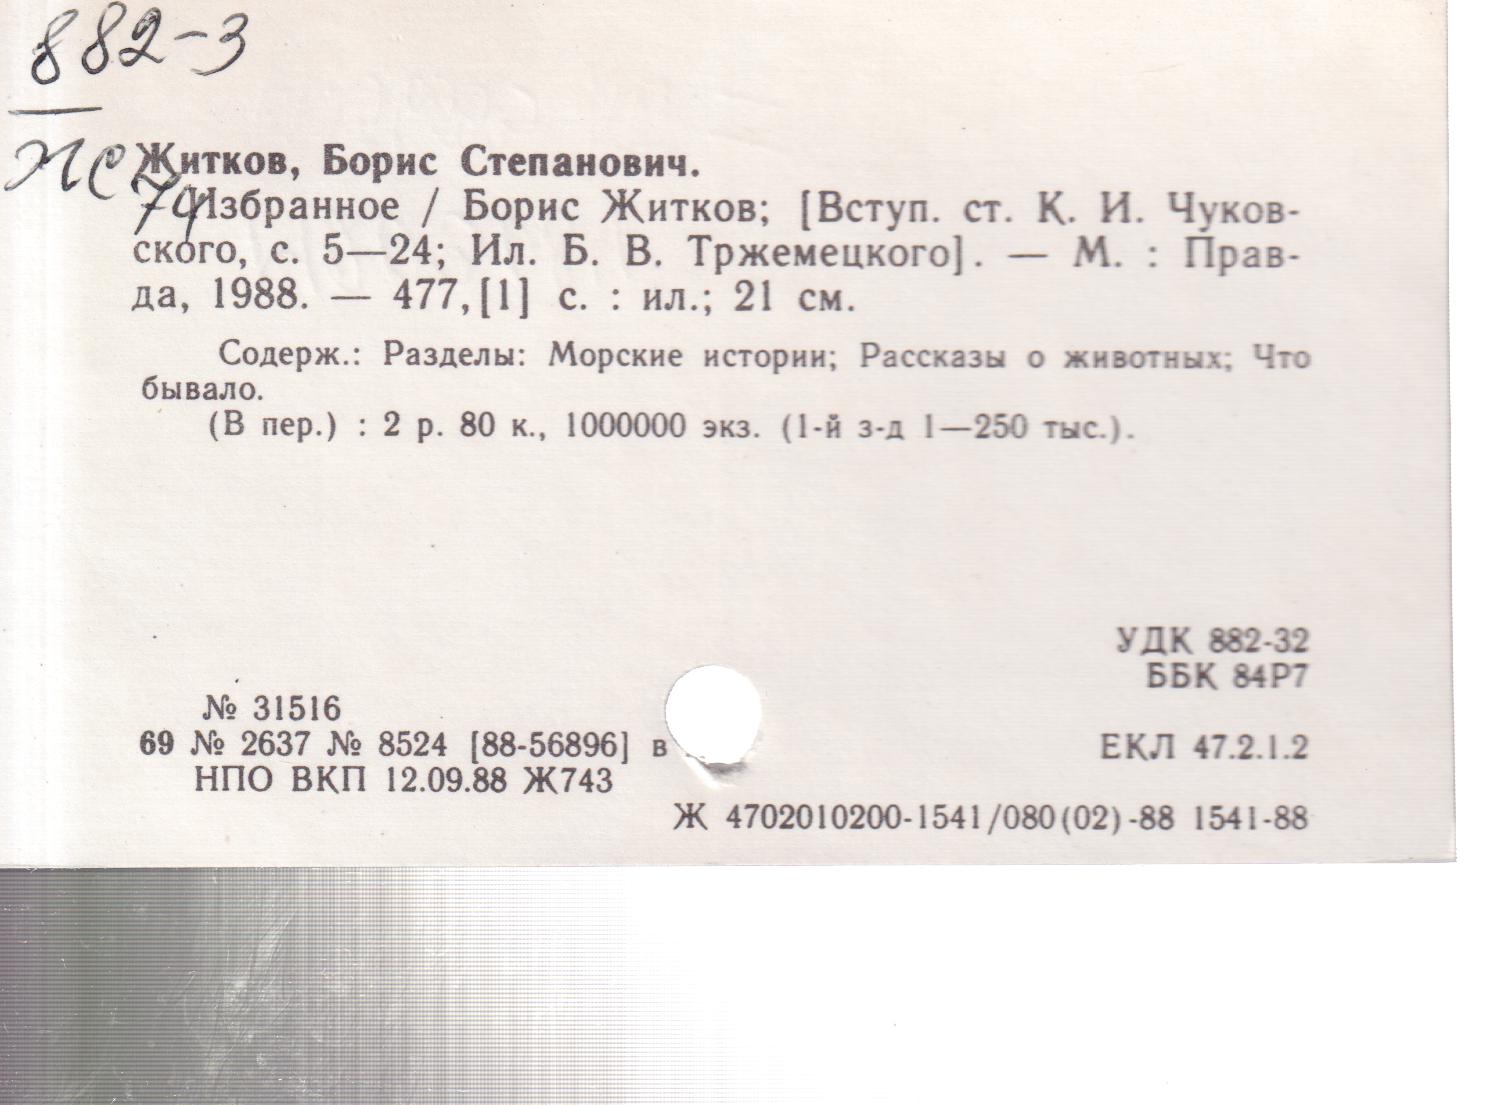 882-3
Ж
74
Житков, Борис Степанович.
Избранное / Борис Житков; [Вступ. ст. К. И. Чуков-
ского, с. 5—24; Ил. Б. В. Тржемецкого]. — М. : Прав-
да, 1988. — 477,[1] с. : ил.; 21 см.
Содерж.: Разделы: Морские истории; Рассказы о животных; Что
бывало.
(В пер.) : 2 р. 80 к., 1000000 экз. (1-й з-д 1—250 тыс.).
УДК 882-32
ББК 84Р7
№ 31516
69 № 2637 № 8524 [88-56896] в
ЕКЛ 47.2.1.2
НПО ВКП 12.09.88 Ж743
Ж 4702010200-1541/080(02)-88 1541-88